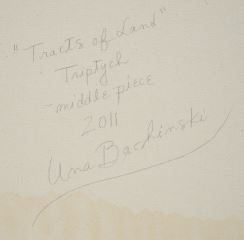 "Tracts of Land"
Triptych
- middle piece
2011
Una Bachinski